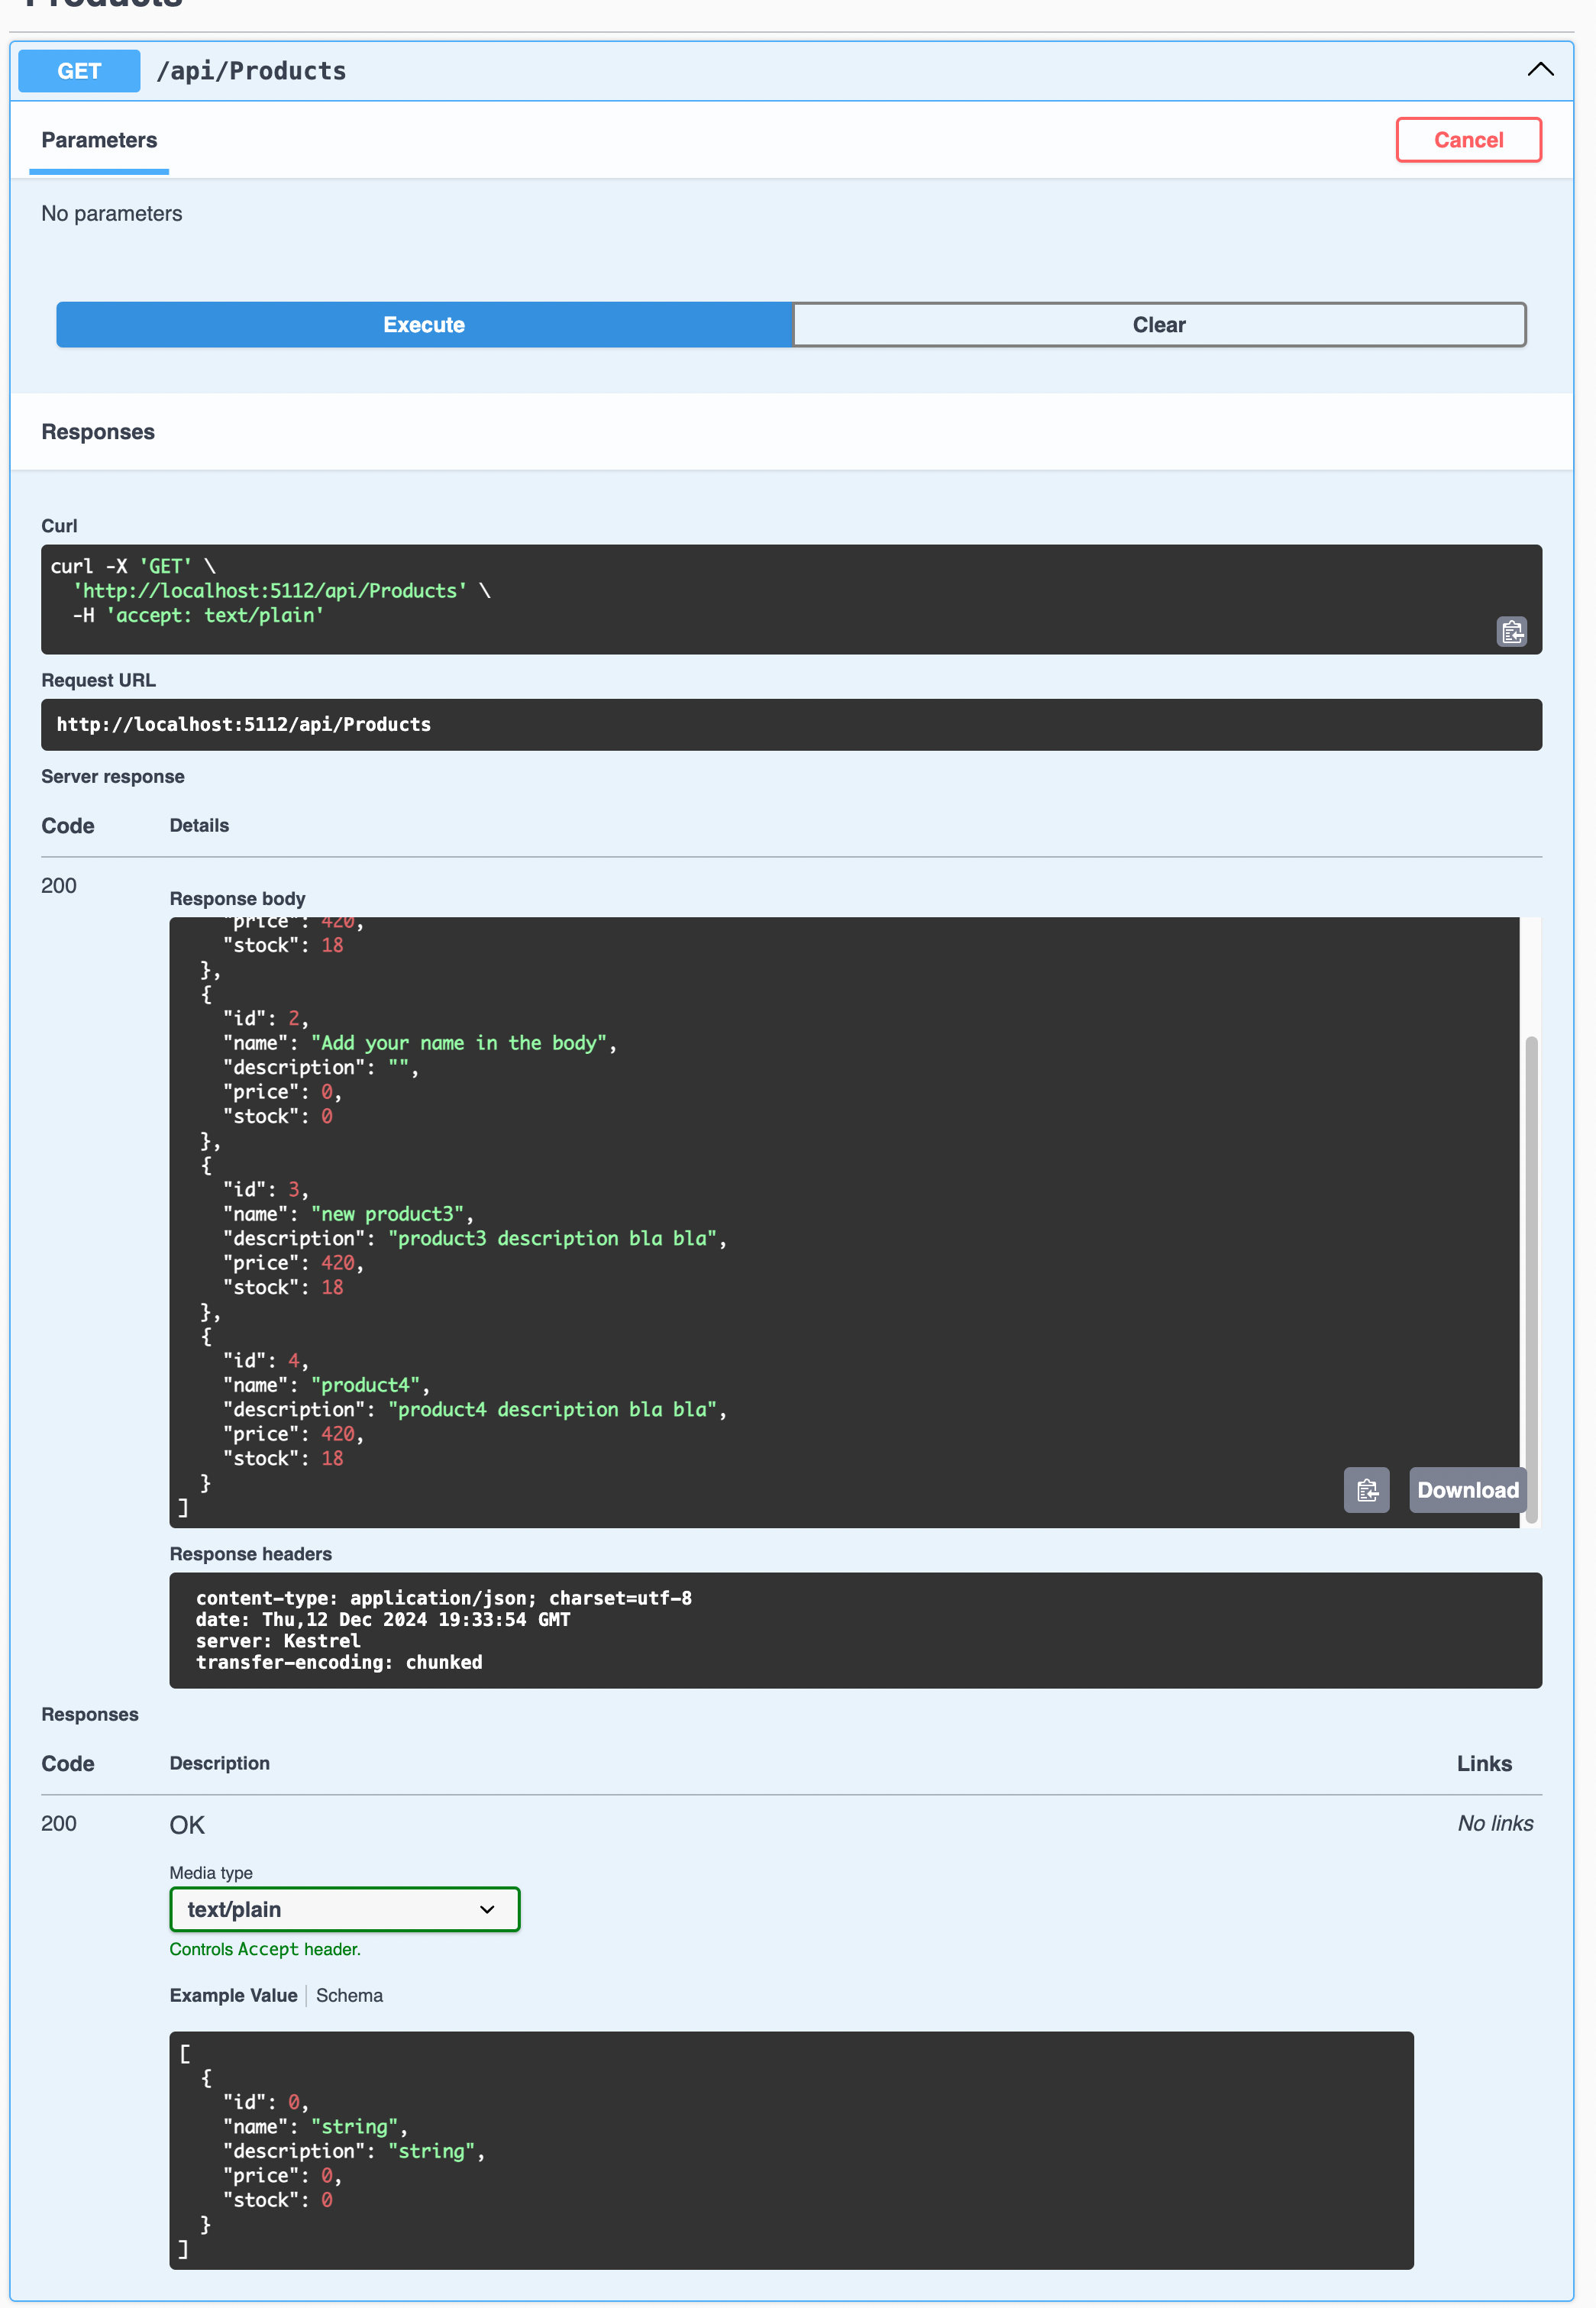 Products
GET /api/Products
Parameters
Cancel
No parameters
Execute
Clear
Responses
Curl
curl -X 'GET' \
'http://localhost:5112/api/Products' \
-H 'accept: text/plain'
Request URL
http://localhost:5112/api/Products
Server response
Code Details
200
Response body
"price": 420,
"stock": 18
},
{
"id": 2,
"name": "Add your name in the body",
"description": "",
"price": 0,
"stock": 0
},
{
"id": 3,
"name": "new product3",
"description": "product3 description bla bla",
"price": 420,
"stock": 18
},
{
"id": 4,
"name": "product4",
"description": "product4 description bla bla",
"price": 420,
"stock": 18
}
]
Download
Response headers
content-type: application/json; charset=utf-8
date: Thu,12 Dec 2024 19:33:54 GMT
server: Kestrel
transfer-encoding: chunked
Responses
Code Description Links
200 OK No links
Media type
text/plain
Controls Accept header.
Example Value Schema
[
{
"id": 0,
"name": "string",
"description": "string",
"price": 0,
"stock": 0
}
]